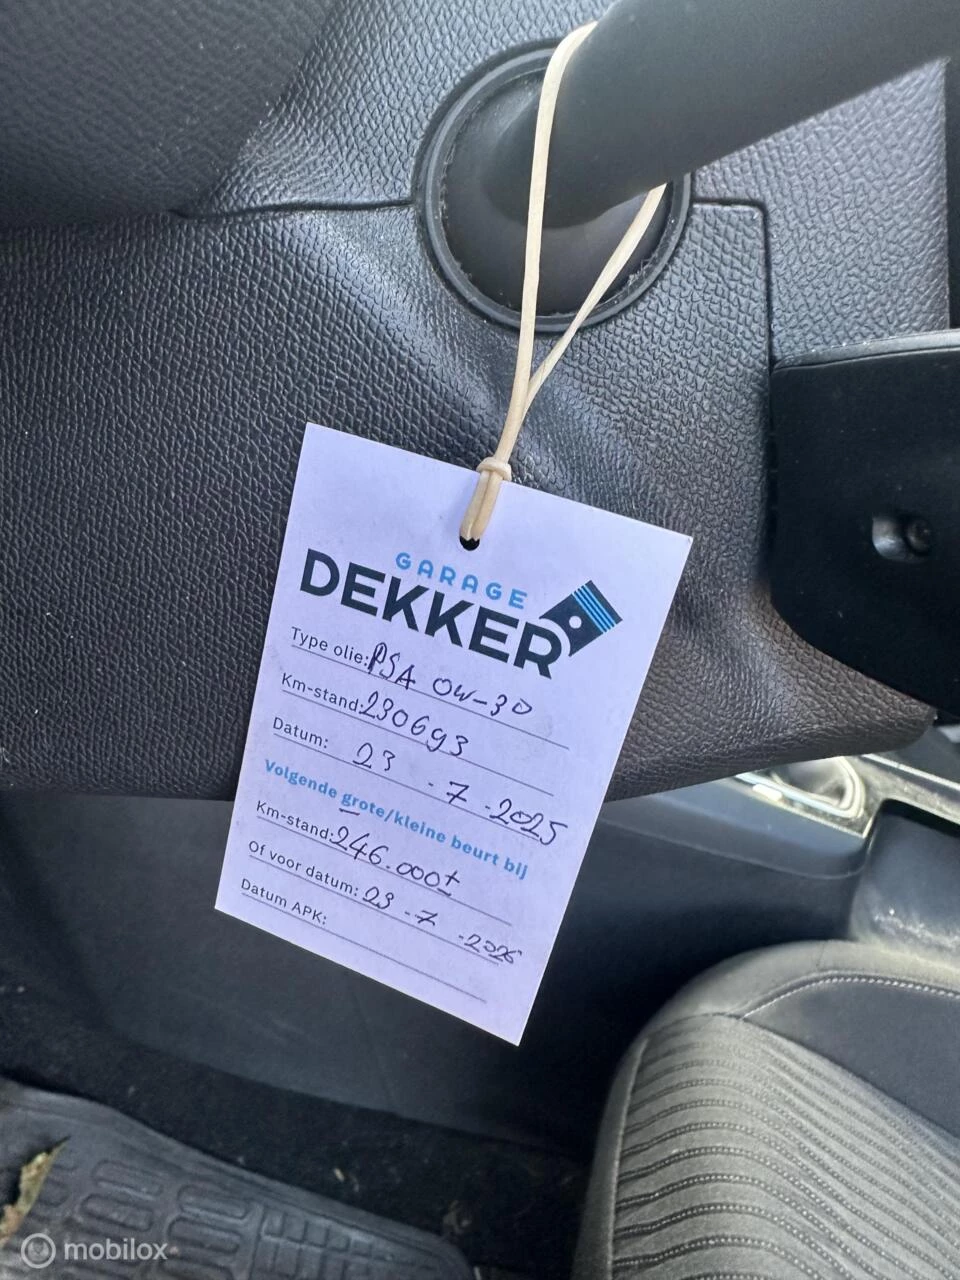 GARAGE
DEKKER
Type olie: PSA 0W-30
Km-stand: 230693
Datum: 23-7-2025
Volgende grote/kleine beurt bij
Km-stand: 246.000+
Of voor datum: 23-7-2026
Datum APK:
mobilox